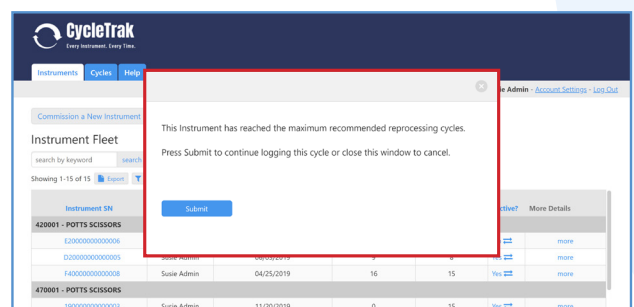 CycleTrak
Every Instrument. Every Time.
Instruments Cycles Help
ie Admin - Account Settings - Log Out
Commission a New Instrument
This Instrument has reached the maximum recommended reprocessing cycles.
Instrument Fleet
Press Submit to continue logging this cycle or close this window to cancel.
search by keyword search
Showing 1-15 of 15 Export
Instrument SN Submit ctive? More Details
420001 - POTTS SCISSORS
E20000000000006 more
D20000000000005 Susie Admin 06/03/2019 Yes more
F40000000000008 Susie Admin 04/25/2019 16 15 Yes more
470001 - POTTS SCISSORS
Susie Admin 11/20/2019 0 15 Yes more